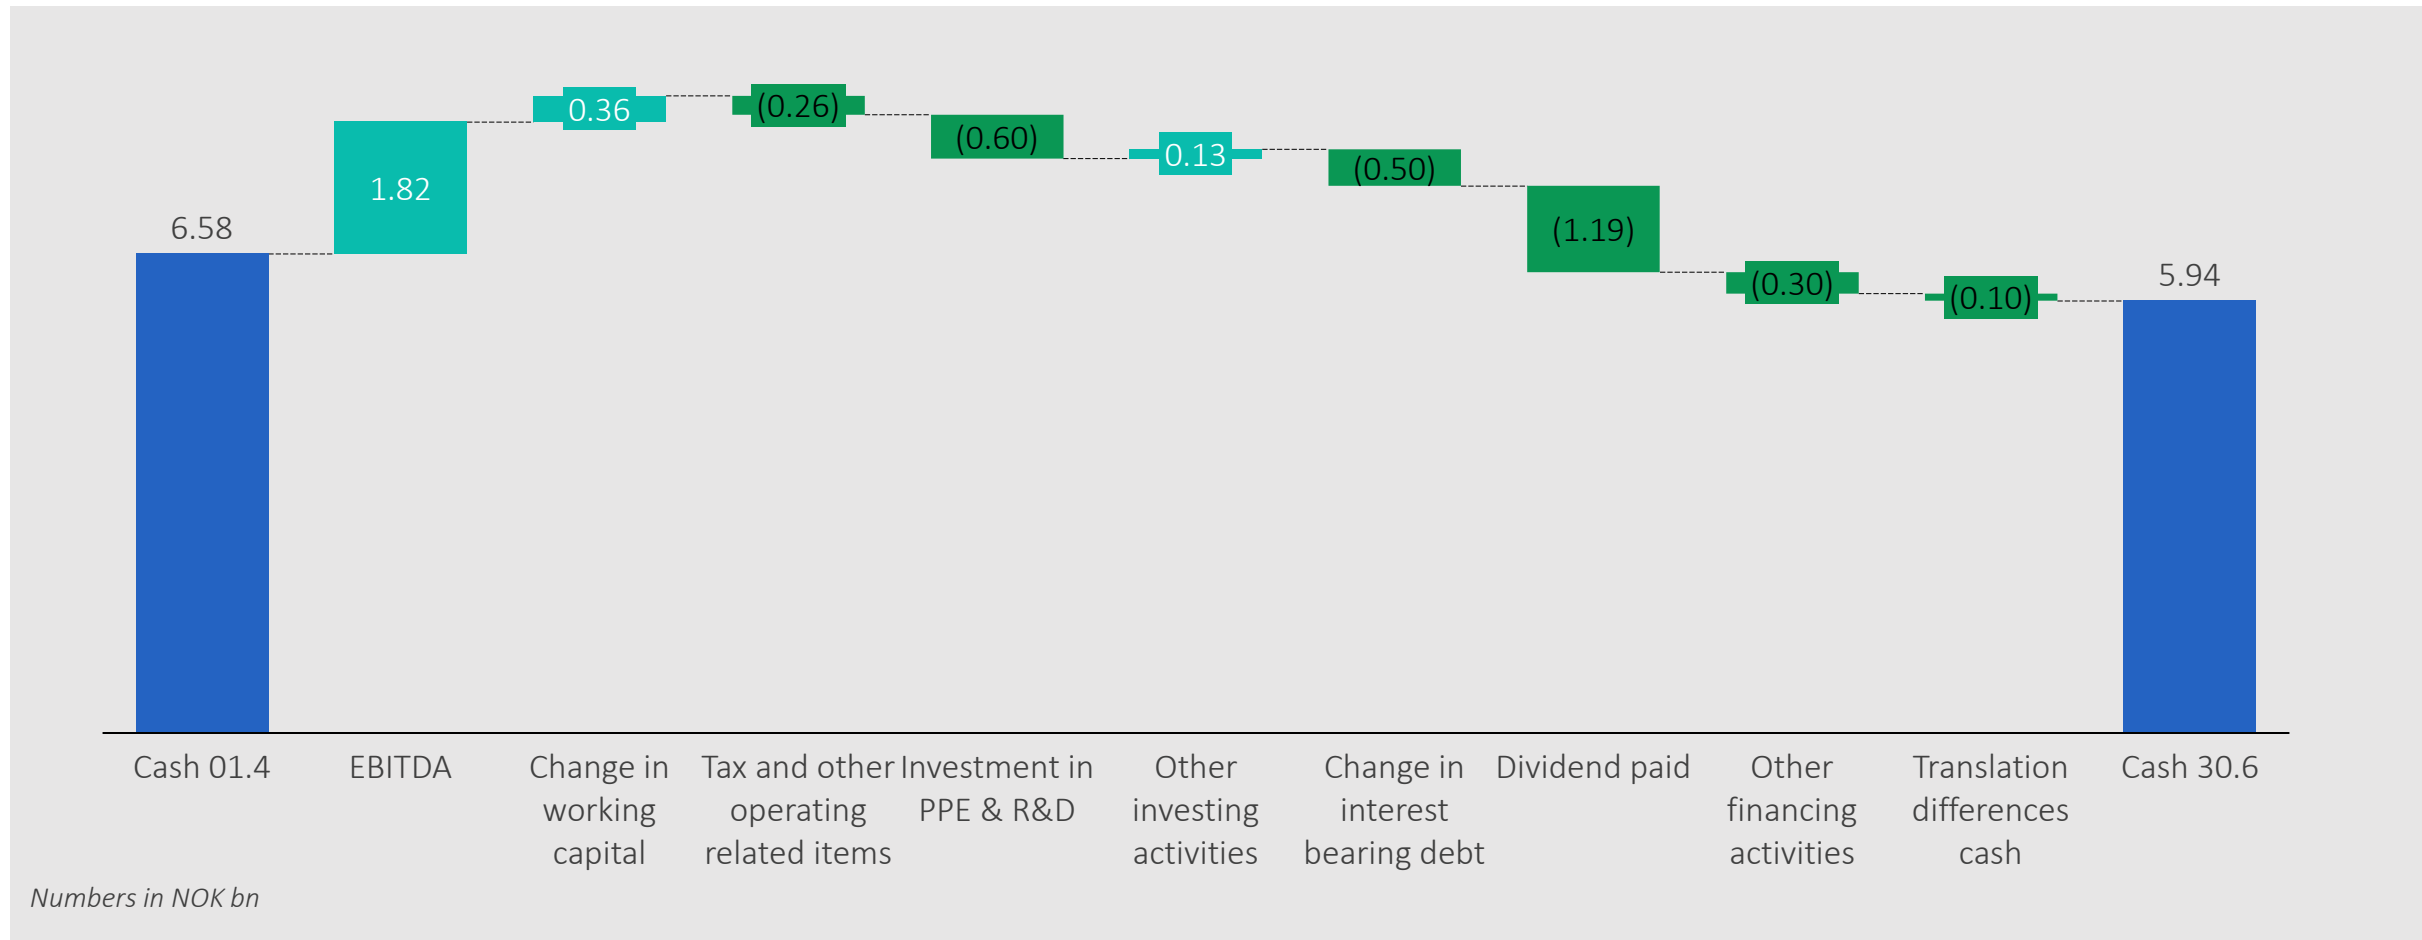 6.58
1.82
0.36
(0.26)
(0.60)
0.13
(0.50)
(1.19)
(0.30)
(0.10)
5.94
Cash 01.4
EBITDA
Change in
working
capital
Tax and other
operating
related items
Investment in
PPE & R&D
Other
investing
activities
Change in
interest
bearing debt
Dividend paid
Other
financing
activities
Translation
differences
cash
Cash 30.6
Numbers in NOK bn